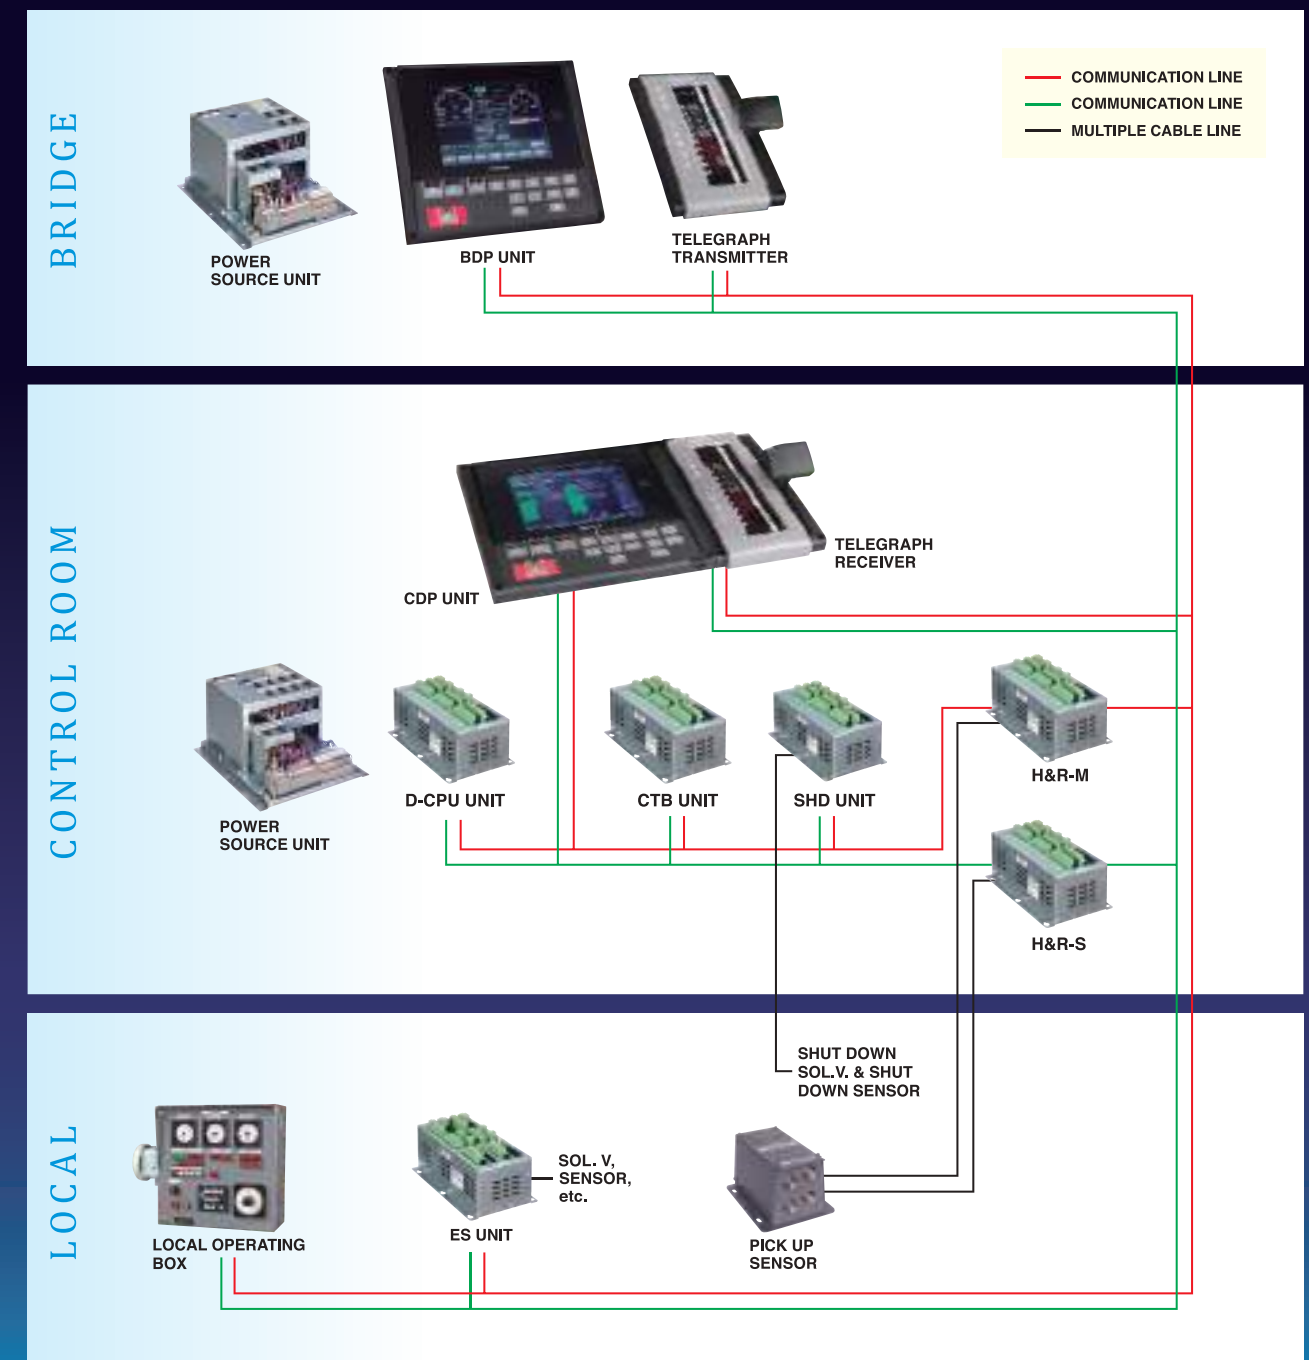 BRIDGE
COMMUNICATION LINE
COMMUNICATION LINE
MULTIPLE CABLE LINE
POWER
SOURCE UNIT
BDP UNIT
TELEGRAPH
TRANSMITTER
CONTROL ROOM
TELEGRAPH
RECEIVER
CDP UNIT
POWER
SOURCE UNIT
D-CPU UNIT
CTB UNIT
SHD UNIT
H&R-M
H&R-S
LOCAL
SHUT DOWN
SOL.V. & SHUT
DOWN SENSOR
LOCAL OPERATING
BOX
ES UNIT
SOL. V,
SENSOR,
etc.
PICK UP
SENSOR